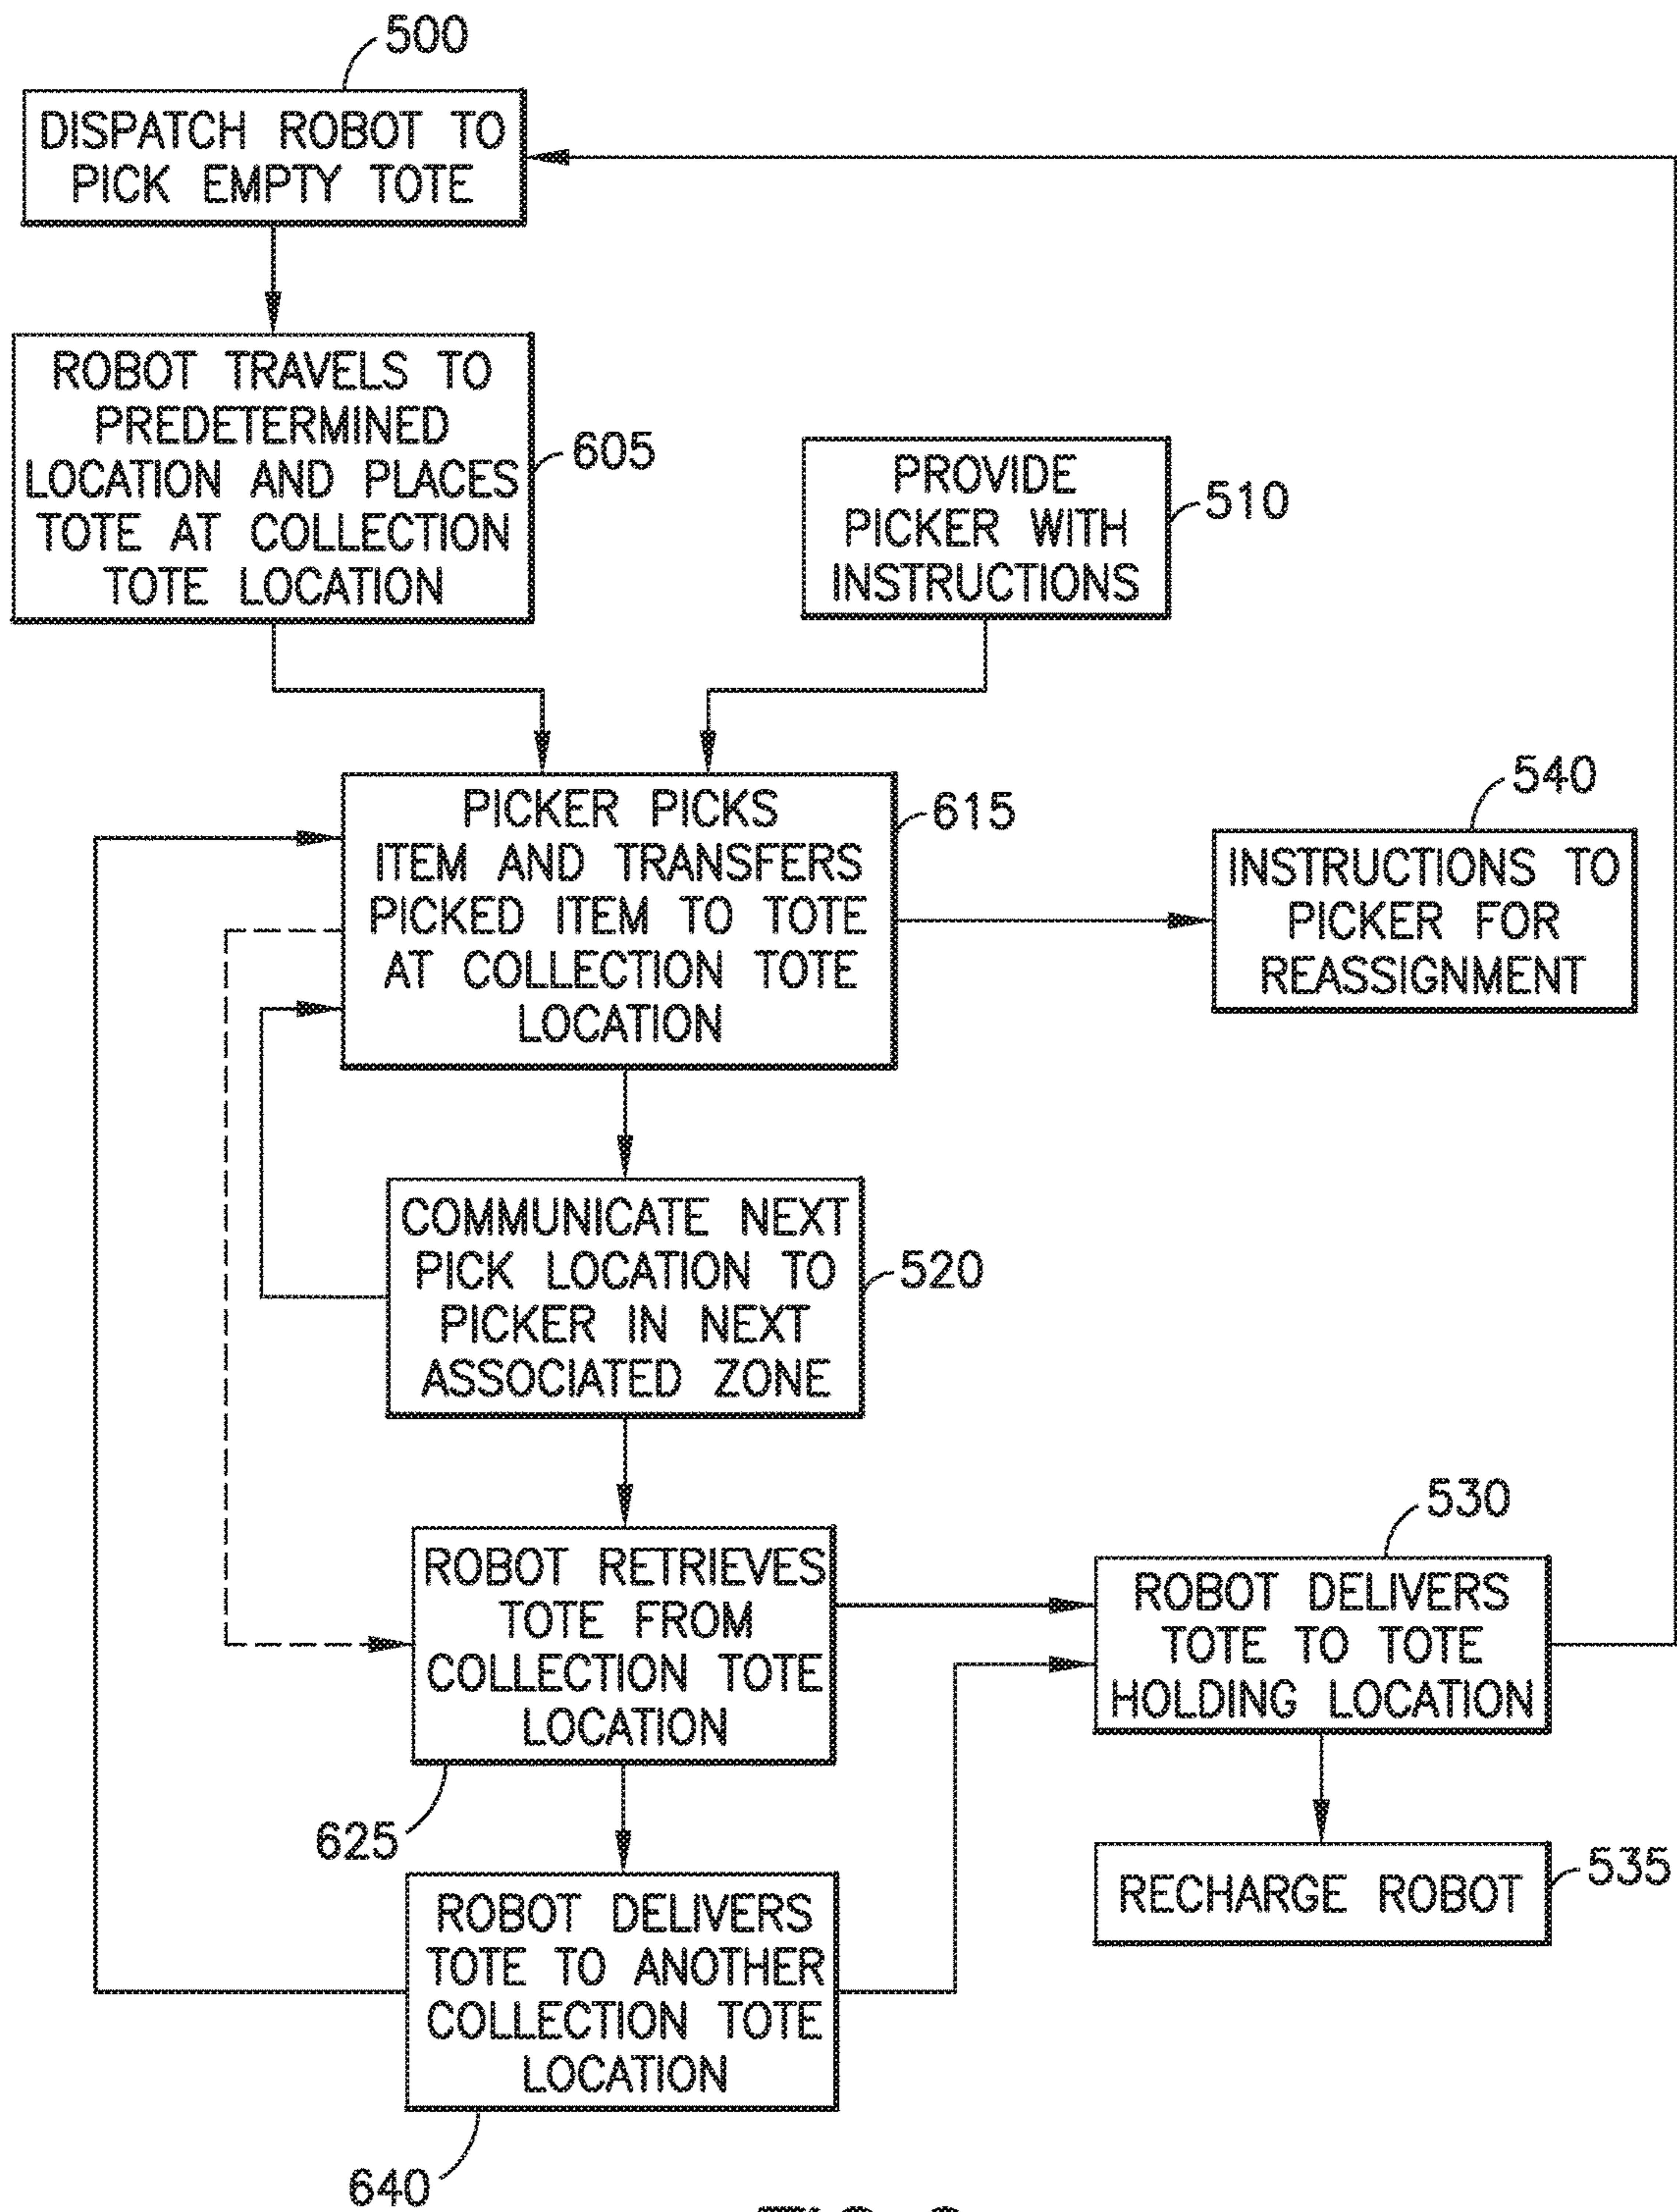 500
DISPATCH ROBOT TO
PICK EMPTY TOTE
ROBOT TRAVELS TO
PREDETERMINED
LOCATION AND PLACES
TOTE AT COLLECTION
TOTE LOCATION
605
PROVIDE
PICKER WITH
INSTRUCTIONS
510
PICKER PICKS
ITEM AND TRANSFERS
PICKED ITEM TO TOTE
AT COLLECTION TOTE
LOCATION
615
540
INSTRUCTIONS TO
PICKER FOR
REASSIGNMENT
COMMUNICATE NEXT
PICK LOCATION TO
PICKER IN NEXT
ASSOCIATED ZONE
520
ROBOT RETRIEVES
TOTE FROM
COLLECTION TOTE
LOCATION
625
530
ROBOT DELIVERS
TOTE TO TOTE
HOLDING LOCATION
RECHARGE ROBOT
535
ROBOT DELIVERS
TOTE TO ANOTHER
COLLECTION TOTE
LOCATION
640